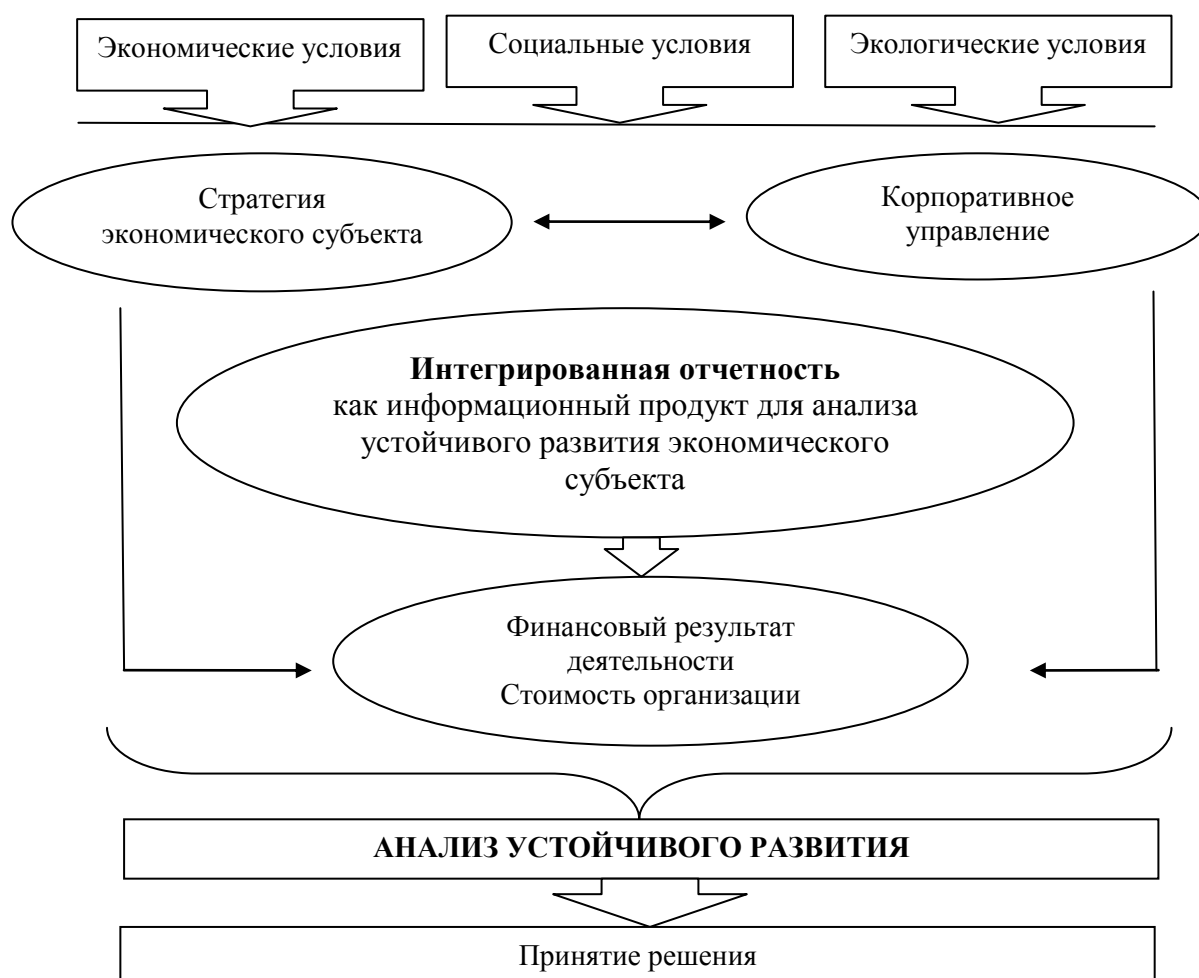 Экономические условия
Социальные условия
Экологические условия
Стратегия
экономического субъекта
Корпоративное
управление
Интегрированная отчетность
как информационный продукт для анализа
устойчивого развития экономического
субъекта
Финансовый результат
деятельности
Стоимость организации
АНАЛИЗ УСТОЙЧИВОГО РАЗВИТИЯ
Принятие решения